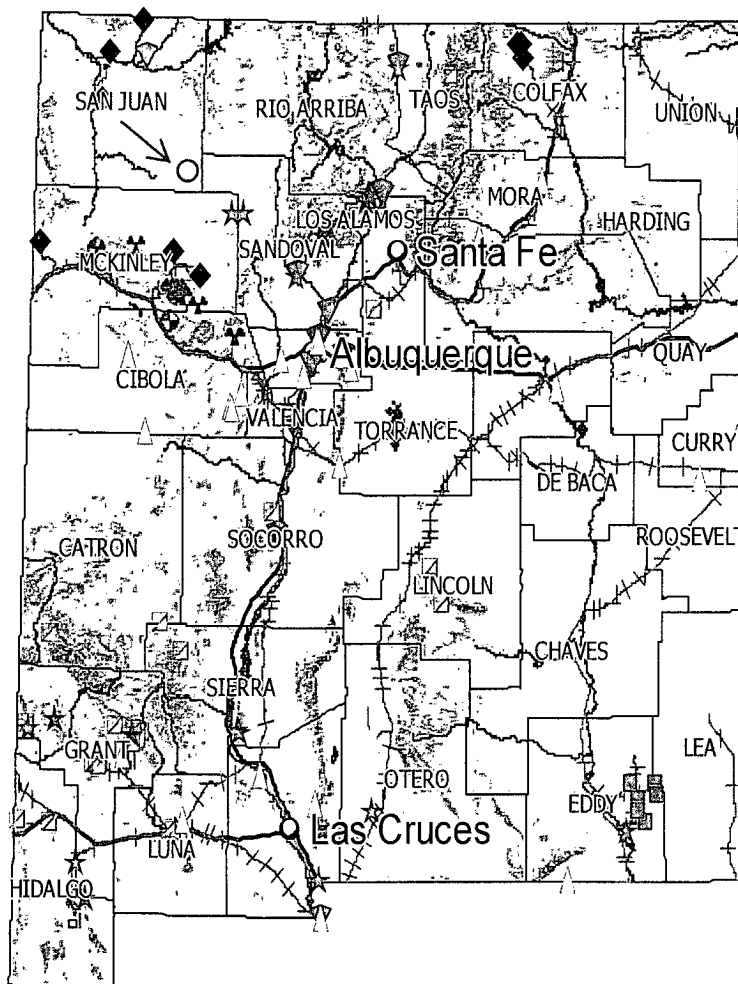 SAN JUAN
RIO ARRIBA
TAOS
COLFAX
UNION
MORA
LOS ALAMOS
HARDING
MCKINLEY
SANDOVAL
Santa Fe
Albuquerque
QUAY
CIBOLA
VALENCIA
TORRANCE
CURRY
DE BACA
CATRON
SOCORRO
LINCOLN
ROOSEVELT
CHAVES
SIERRA
GRANT
OTERO
LEA
EDDY
Las Cruces
LUNA
HIDALGO